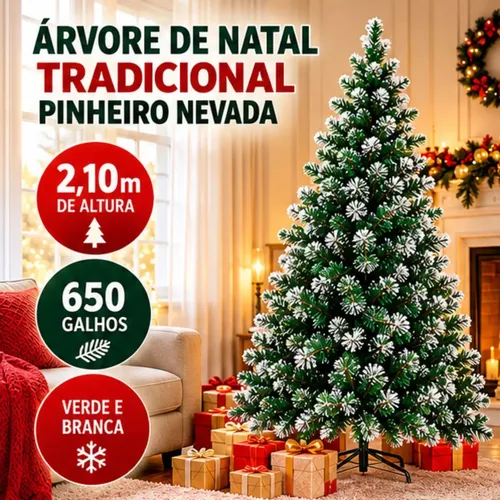 ÁRVORE DE NATAL
TRADICIONAL
PINHEIRO NEVADA
2,10m
DE ALTURA
650
GALHOS
VERDE E
BRANCA